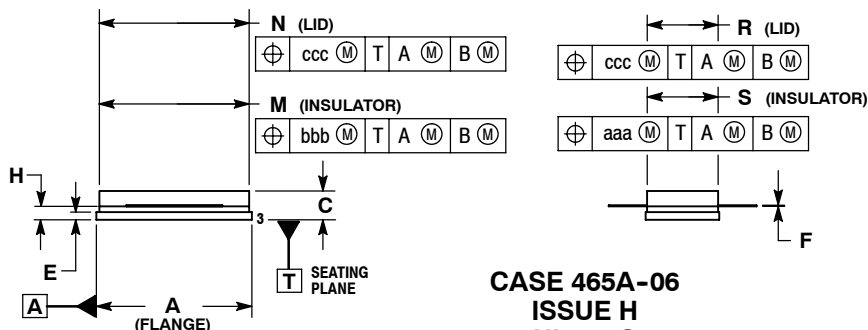 N (LID)
⌖ ccc Ⓜ T A Ⓜ B Ⓜ
M (INSULATOR)
⌖ bbb Ⓜ T A Ⓜ B Ⓜ
R (LID)
⌖ ccc Ⓜ T A Ⓜ B Ⓜ
S (INSULATOR)
⌖ aaa Ⓜ T A Ⓜ B Ⓜ
H
C
3
E
F
T SEATING
PLANE
A
A
(FLANGE)
CASE 465A-06
ISSUE H